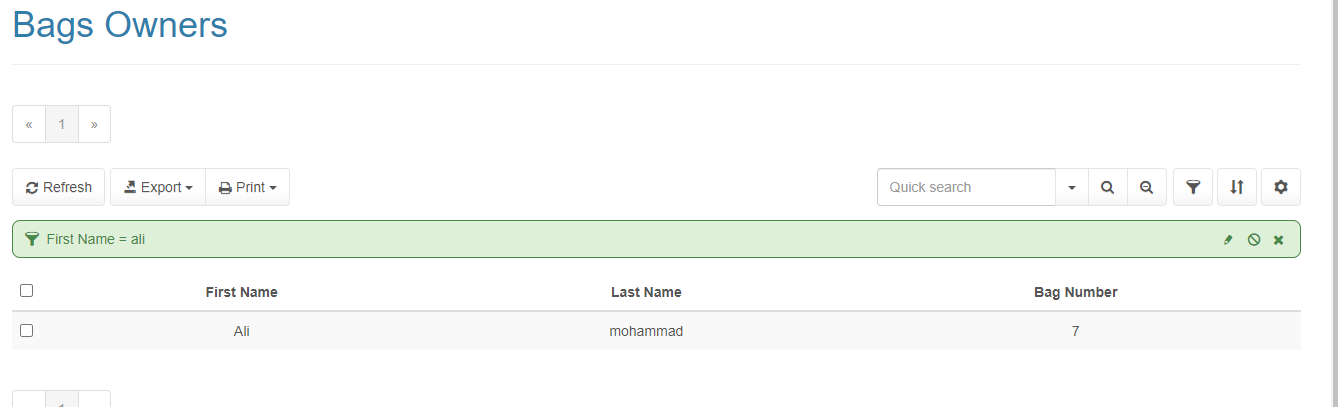 Bags Owners
« 1 »
Refresh Export Print Quick search
First Name = ali
First Name Last Name Bag Number
Ali mohammad 7